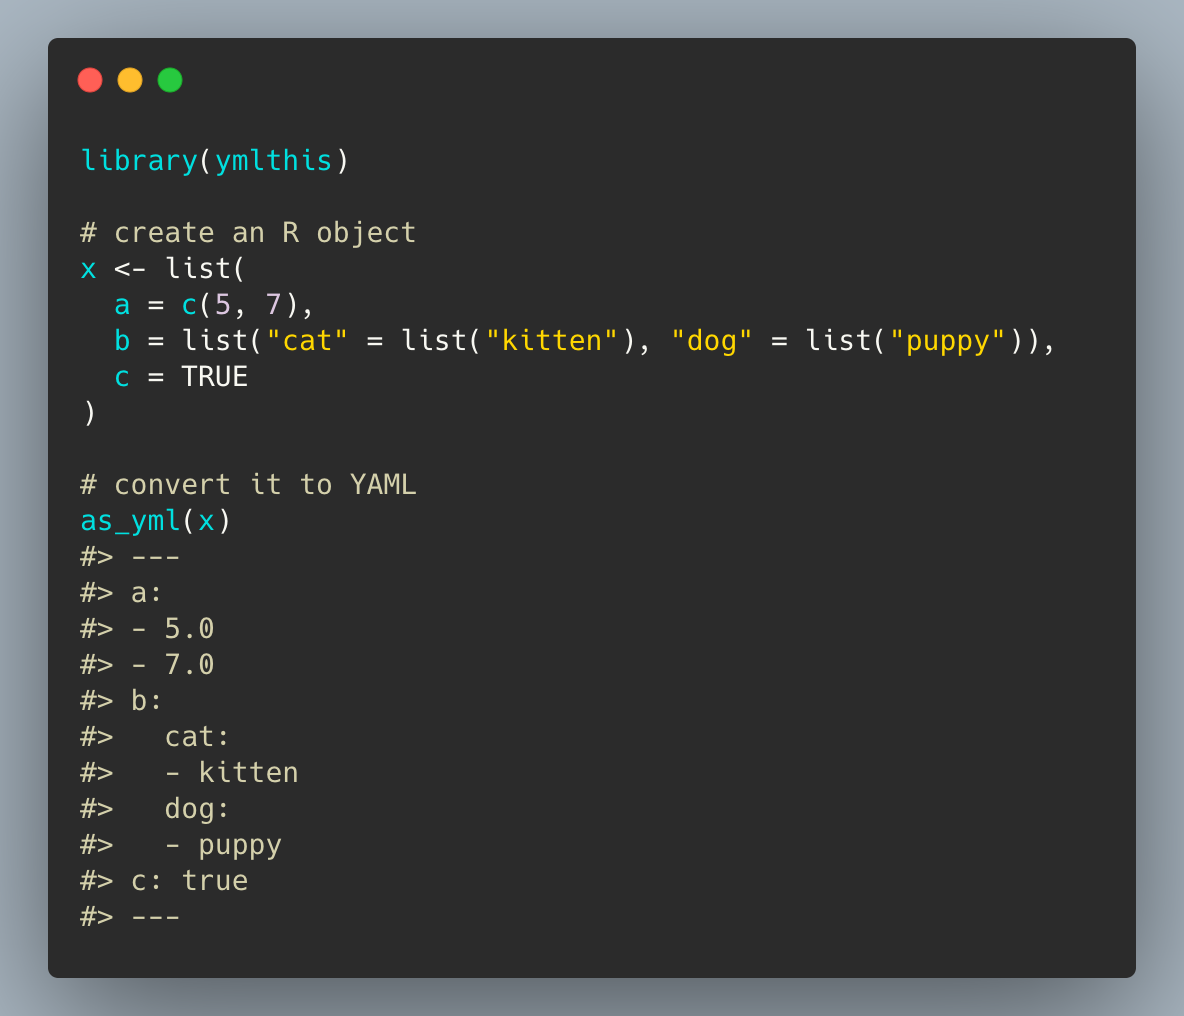 library(ymlthis)

# create an R object
x <- list(
  a = c(5, 7),
  b = list("cat" = list("kitten"), "dog" = list("puppy")),
  c = TRUE
)

# convert it to YAML
as_yml(x)
#> ---
#> a:
#> - 5.0
#> - 7.0
#> b:
#>   cat:
#>   - kitten
#>   dog:
#>   - puppy
#> c: true
#> ---